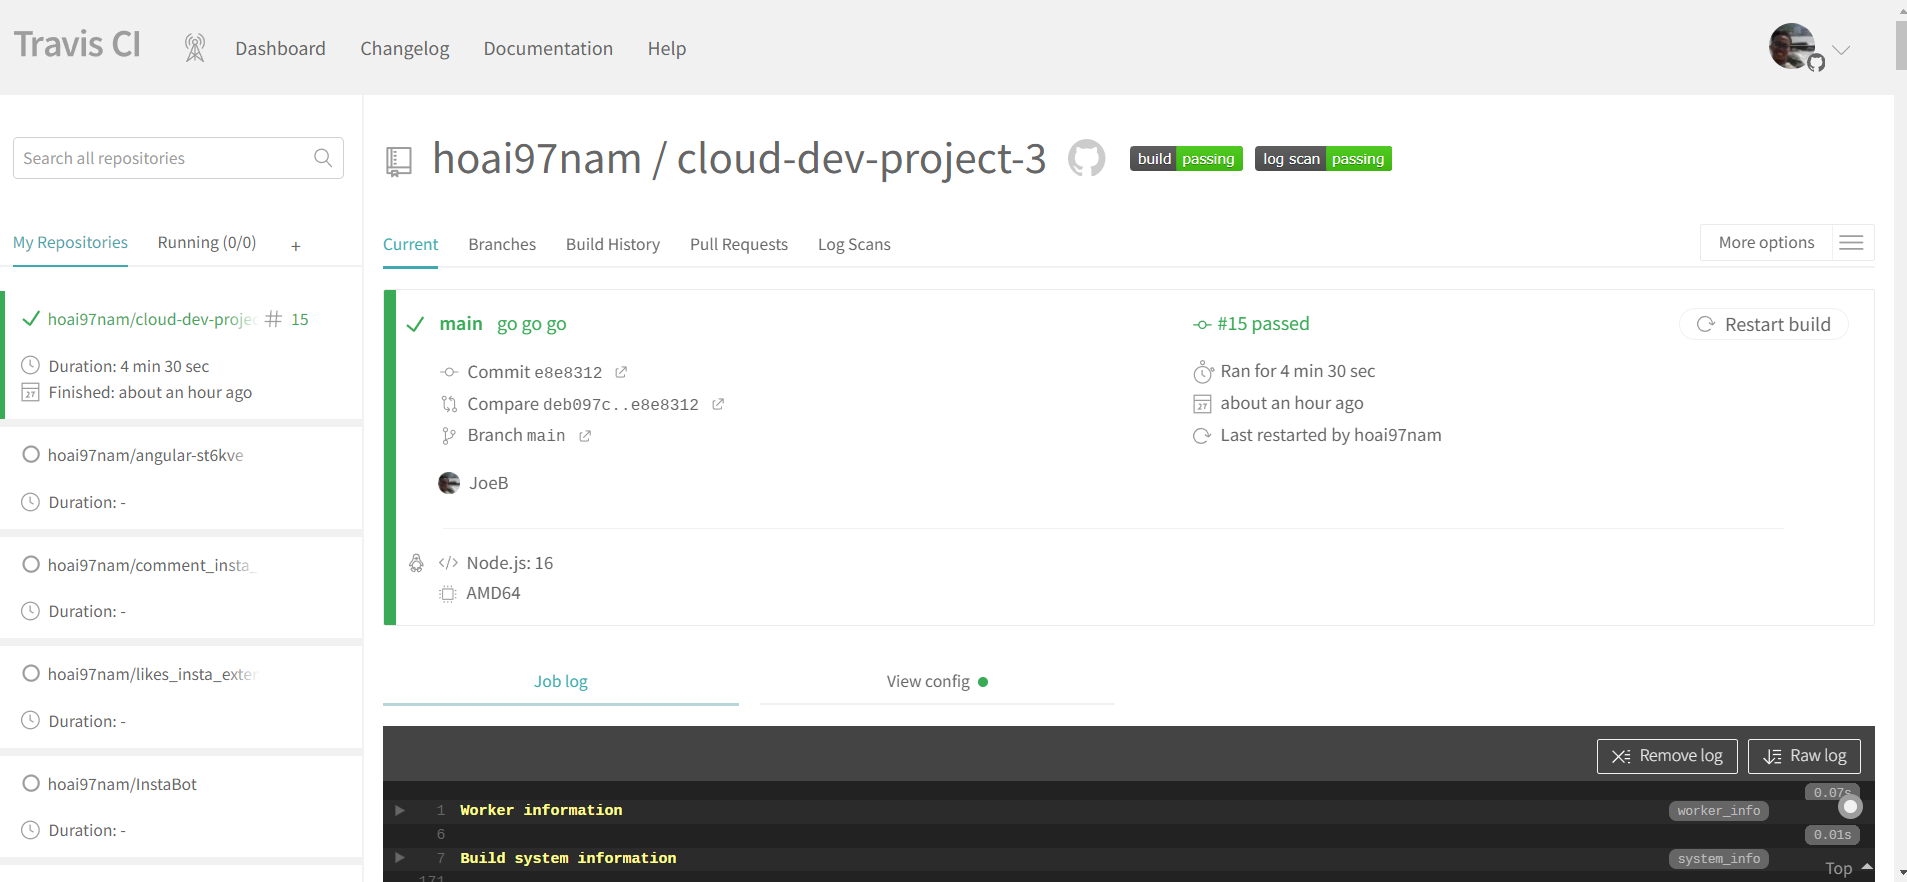 Travis CI
Dashboard
Changelog
Documentation
Help
Search all repositories
My Repositories
Running (0/0)
+
hoai97nam/cloud-dev-projec
# 15
Duration: 4 min 30 sec
27 Finished: about an hour ago
hoai97nam/angular-st6kve
Duration: -
hoai97nam/comment_insta_
Duration: -
hoai97nam/likes_insta_exter
Duration: -
hoai97nam/InstaBot
Duration: -
hoai97nam / cloud-dev-project-3
build passing
log scan passing
Current
Branches
Build History
Pull Requests
Log Scans
More options
main go go go
Commit e8e8312
Compare deb097c..e8e8312
Branch main
JoeB
#15 passed
Ran for 4 min 30 sec
27 about an hour ago
Last restarted by hoai97nam
Restart build
</> Node.js: 16
AMD64
Job log
View config
Remove log
Raw log
0.07s
1 Worker information worker_info
6 0.01s
7 Build system information system_info
171
Top